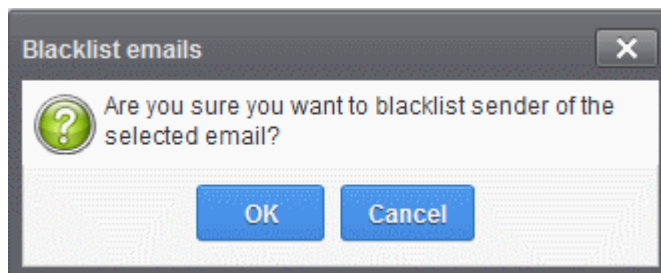 Blacklist emails
Are you sure you want to blacklist sender of the
selected email?
OK Cancel